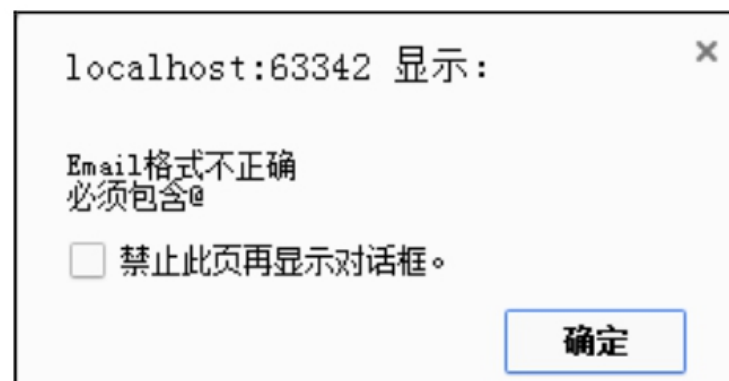 localhost:63342 显示：
Email格式不正确
必须包含@
禁止此页再显示对话框。
确定